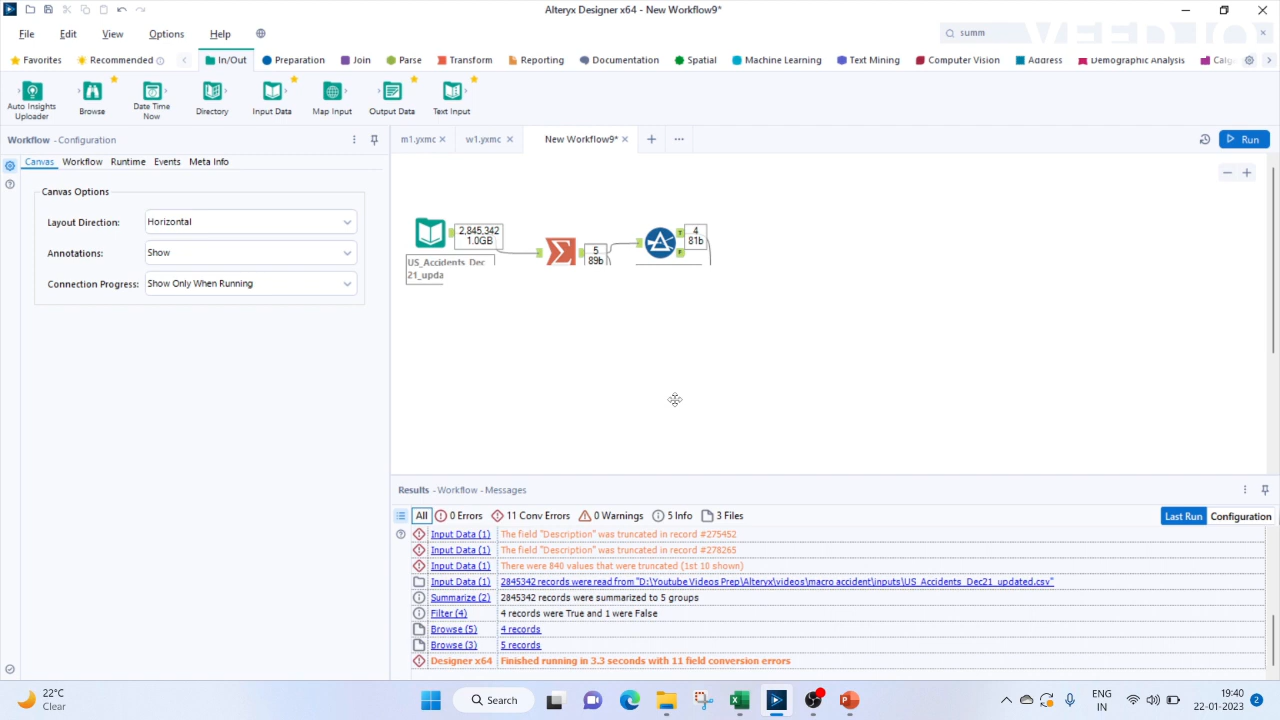 Alteryx Designer x64 - New Workflow9*
File Edit View Options Help
summ
Favorites Recommended In/Out Preparation Join Parse Transform Reporting Documentation Spatial Machine Learning Text Mining Computer Vision Address Demographic Analysis
Auto Insights Uploader
Browse
Date Time Now
Directory
Input Data
Map Input
Output Data
Text Input
Workflow - Configuration
m1.yxmc w1.yxmc New Workflow9* Run
Canvas Workflow Runtime Events Meta Info
Canvas Options
Layout Direction: Horizontal
Annotations: Show
Connection Progress: Show Only When Running
2,845,342
1.0GB
US_Accidents_Dec
21_upda
5
89b
T
F
4
81b
Results - Workflow - Messages
All 0 Errors 11 Conv Errors 0 Warnings 5 Info 3 Files Last Run Configuration
Input Data (1) The field "Description" was truncated in record #275452
Input Data (1) The field "Description" was truncated in record #278265
Input Data (1) There were 840 values that were truncated (1st 10 shown)
Input Data (1) 2845342 records were read from "D:\Youtube Videos Prep\Alteryx\videos\macro accident\inputs\US_Accidents_Dec21_updated.csv"
Summarize (2) 2845342 records were summarized to 5 groups
Filter (4) 4 records were True and 1 were False
Browse (5) 4 records
Browse (3) 5 records
Designer x64 Finished running in 3.3 seconds with 11 field conversion errors
22°C
Clear
Search
ENG
IN
19:40
22-01-2023
2